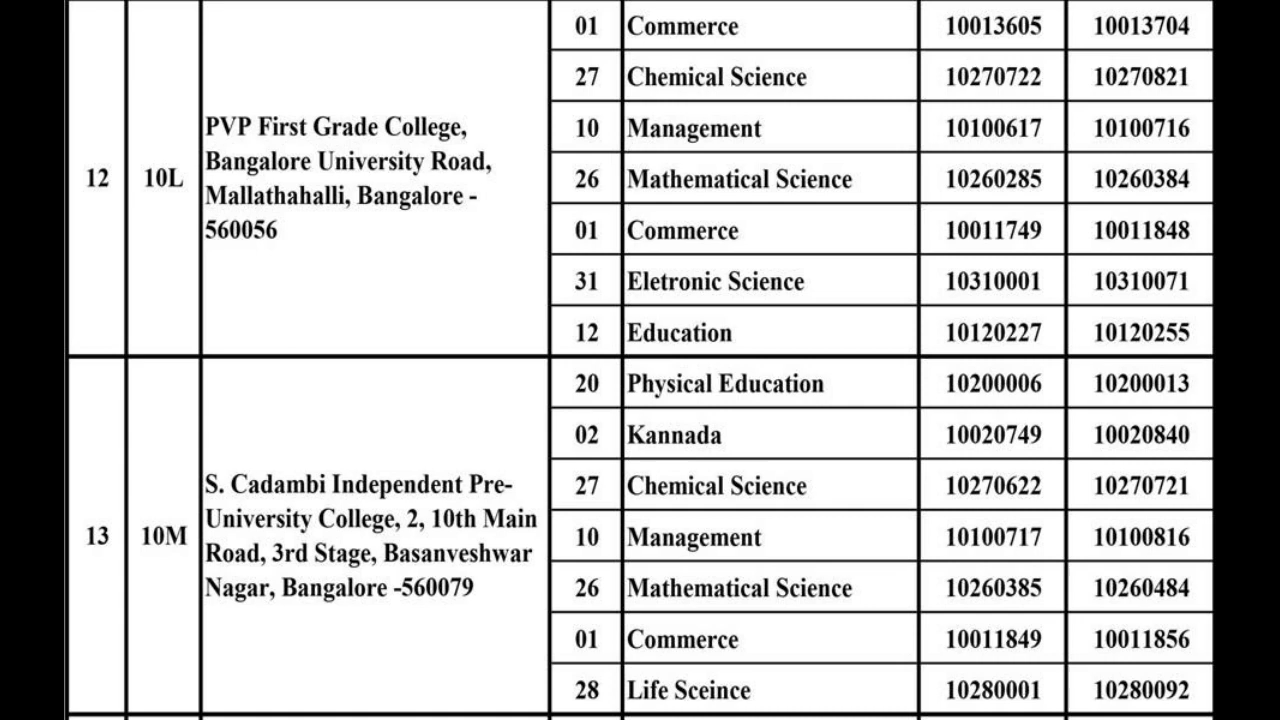 01 Commerce 10013605 10013704
27 Chemical Science 10270722 10270821
PVP First Grade College,
10 Management 10100617 10100716
Bangalore University Road,
12 10L 26 Mathematical Science 10260285 10260384
Mallathahalli, Bangalore -
560056
01 Commerce 10011749 10011848
31 Eletronic Science 10310001 10310071
12 Education 10120227 10120255
20 Physical Education 10200006 10200013
02 Kannada 10020749 10020840
S. Cadambi Independent Pre-
27 Chemical Science 10270622 10270721
University College, 2, 10th Main
13 10M 10 Management 10100717 10100816
Road, 3rd Stage, Basanveshwar
Nagar, Bangalore -560079
26 Mathematical Science 10260385 10260484
01 Commerce 10011849 10011856
28 Life Sceince 10280001 10280092